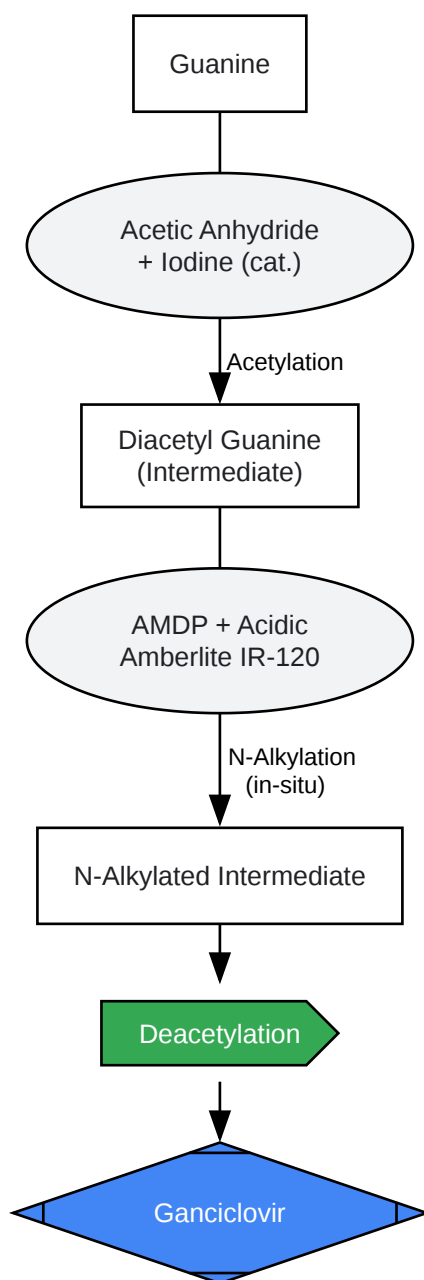 Guanine
Acetic Anhydride
+ Iodine (cat.)
Acetylation
Diacetyl Guanine
(Intermediate)
AMDP + Acidic
Amberlite IR-120
N-Alkylation
(in-situ)
N-Alkylated Intermediate
Deacetylation
Ganciclovir